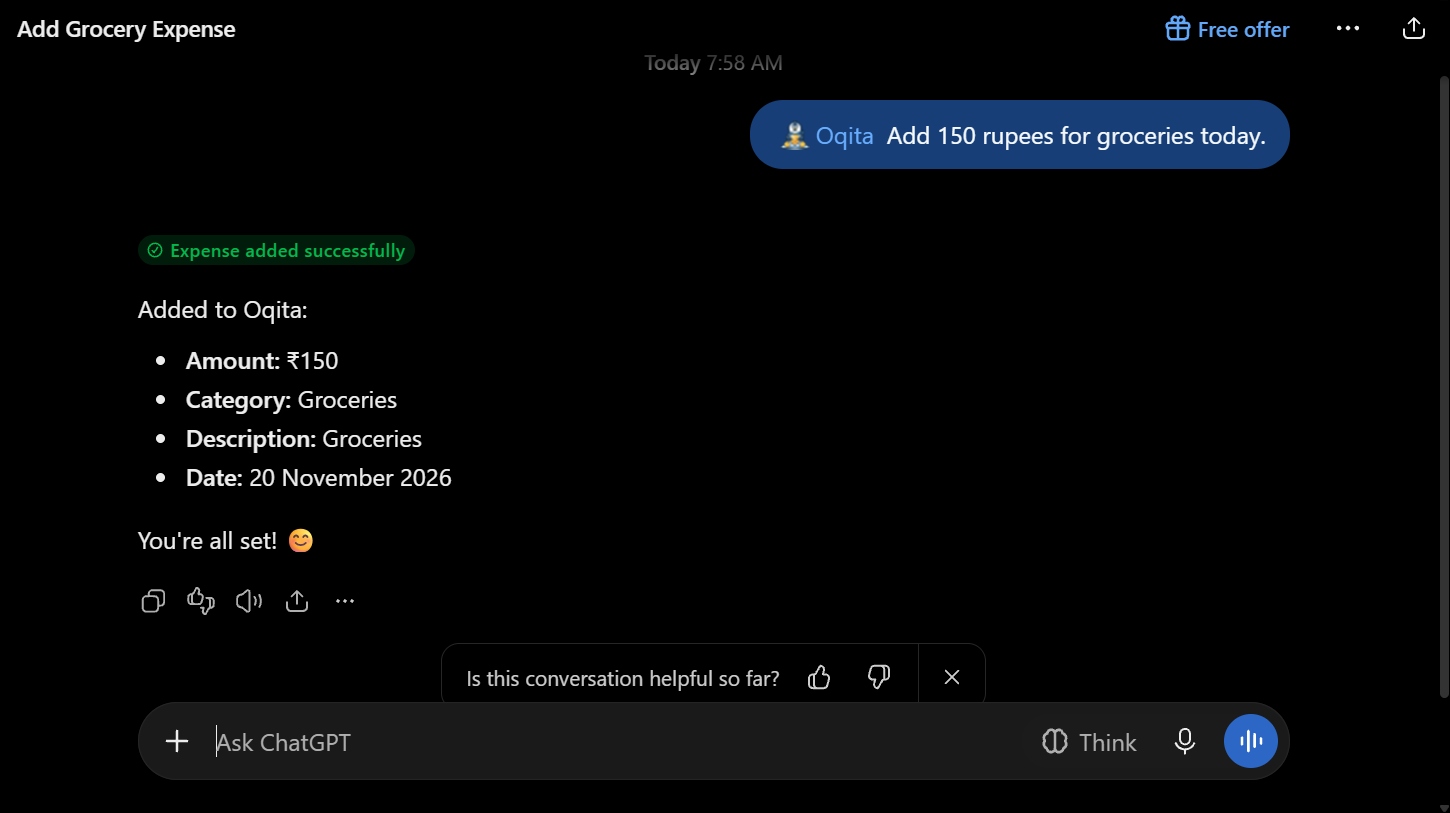 Add Grocery Expense
Free offer
Today 7:58 AM
Oqita Add 150 rupees for groceries today.
Expense added successfully
Added to Oqita:
Amount: ₹150
Category: Groceries
Description: Groceries
Date: 20 November 2026
You're all set! 😊
Is this conversation helpful so far?
Ask ChatGPT
Think